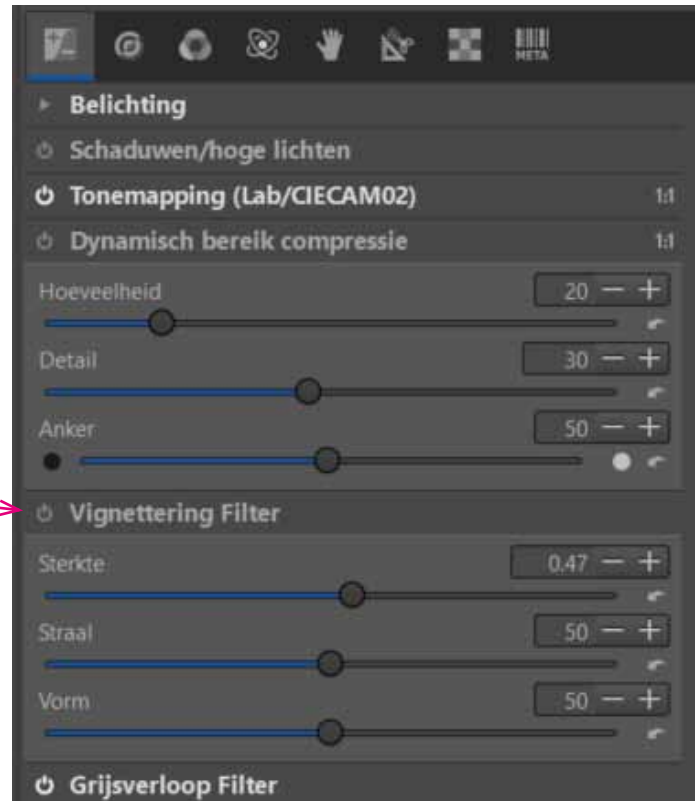 META
Belichting
Schaduwen/hoge lichten
Tonemapping (Lab/CIECAM02) 1:1
Dynamisch bereik compressie 1:1
Hoeveelheid 20 − +
Detail 30 − +
Anker 50 − +
Vignettering Filter
Sterkte 0,47 − +
Straal 50 − +
Vorm 50 − +
Grijsverloop Filter